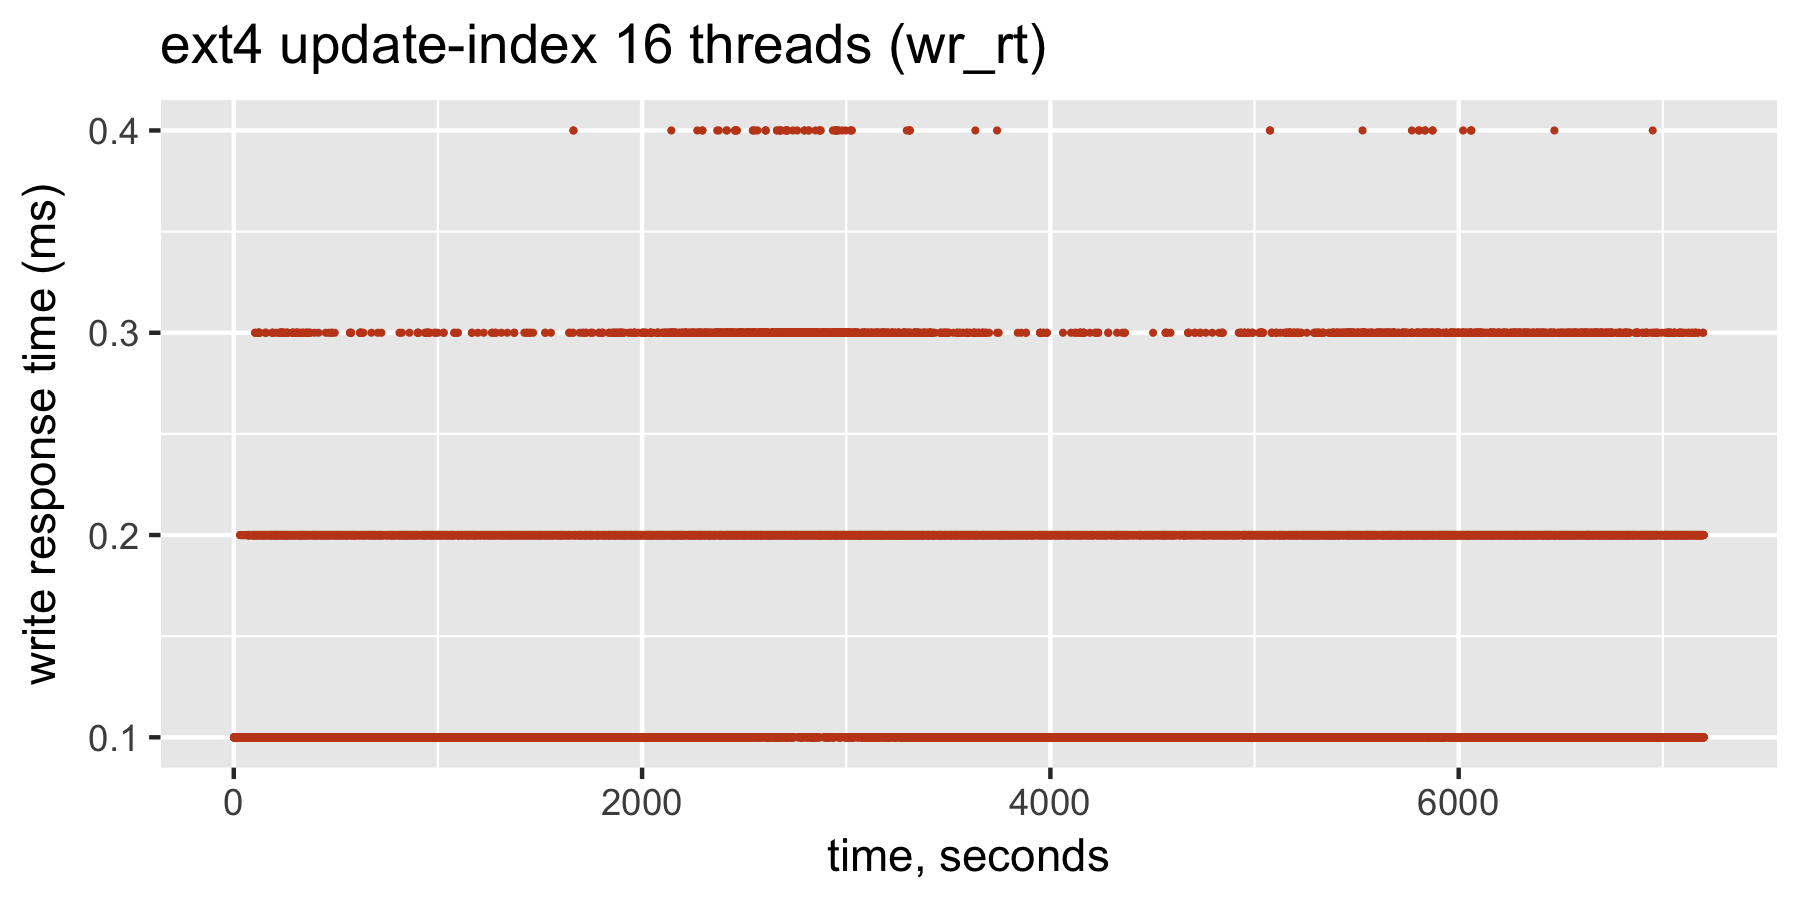 ext4 update-index 16 threads (wr_rt)
write response time (ms)
0.4
0.3
0.2
0.1
0 2000 4000 6000
time, seconds